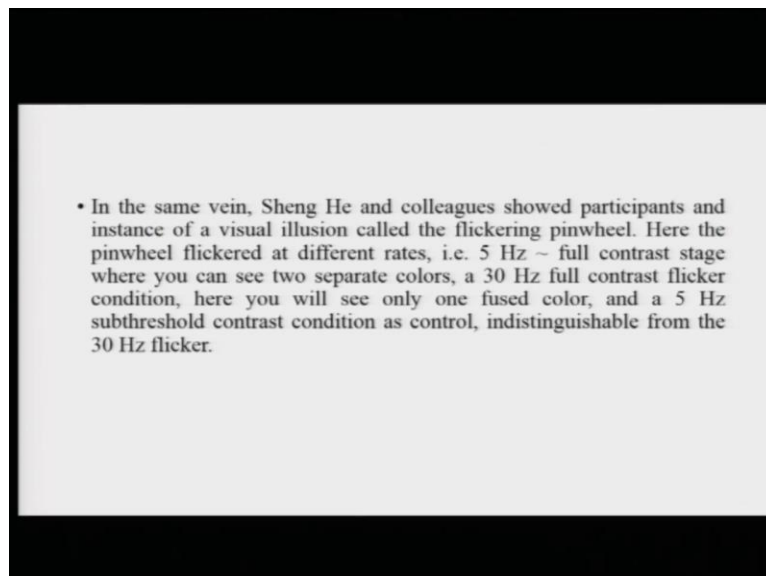 • In the same vein, Sheng He and colleagues showed participants and
instance of a visual illusion called the flickering pinwheel. Here the
pinwheel flickered at different rates, i.e. 5 Hz ~ full contrast stage
where you can see two separate colors, a 30 Hz full contrast flicker
condition, here you will see only one fused color, and a 5 Hz
subthreshold contrast condition as control, indistinguishable from the
30 Hz flicker.